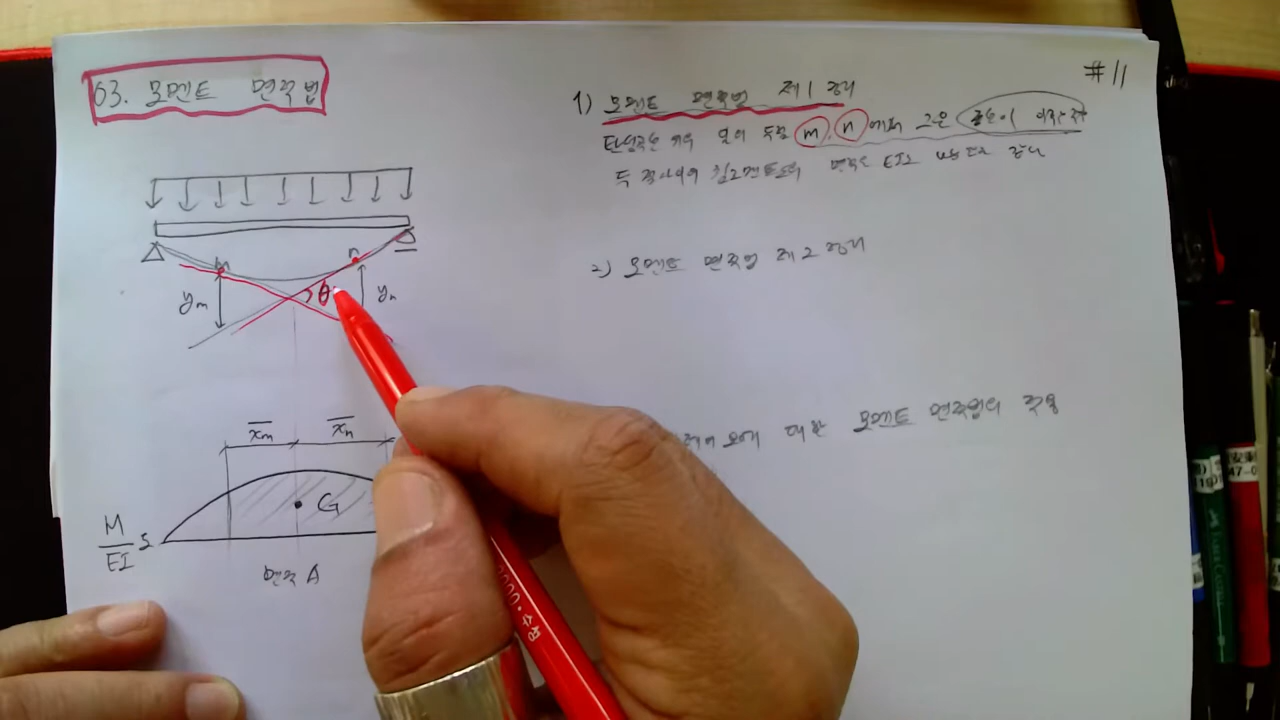 #11
03. 모멘트 면적법
1) 모멘트 면적법 제1정리
탄성곡선 위의 임의 두점 m, n에서 그은 접선이 이루는각
두 점사이의 휨모멘트도의 면적을 EI로 나눈값과 같다
2) 모멘트 면적법 제2정리
m n
θ
ym yn
xm xn
대한 모멘트 면적법의 적용
G
M/EI 도
면적 A